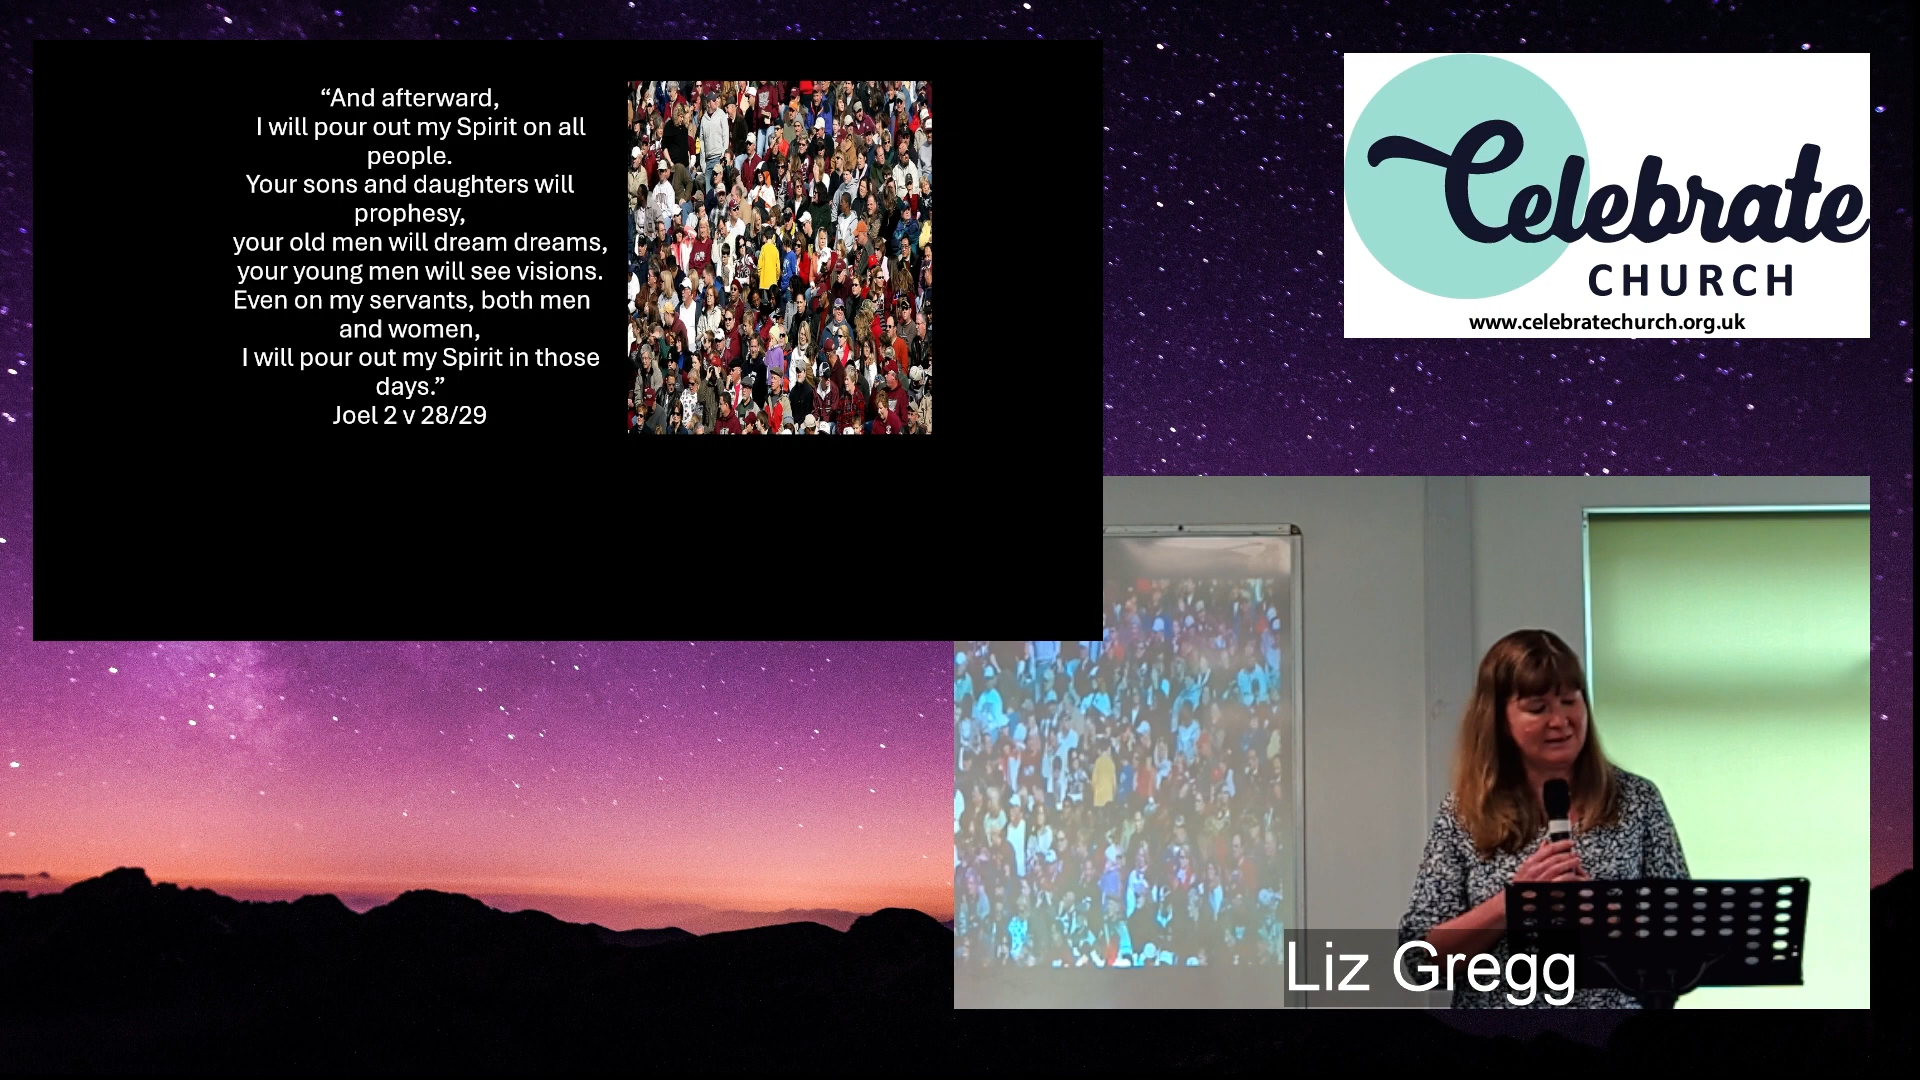 “And afterward,
I will pour out my Spirit on all
people.
Your sons and daughters will
prophesy,
your old men will dream dreams,
your young men will see visions.
Even on my servants, both men
and women,
I will pour out my Spirit in those
days.”
Joel 2 v 28/29
Celebrate
CHURCH
www.celebratechurch.org.uk
Liz Gregg